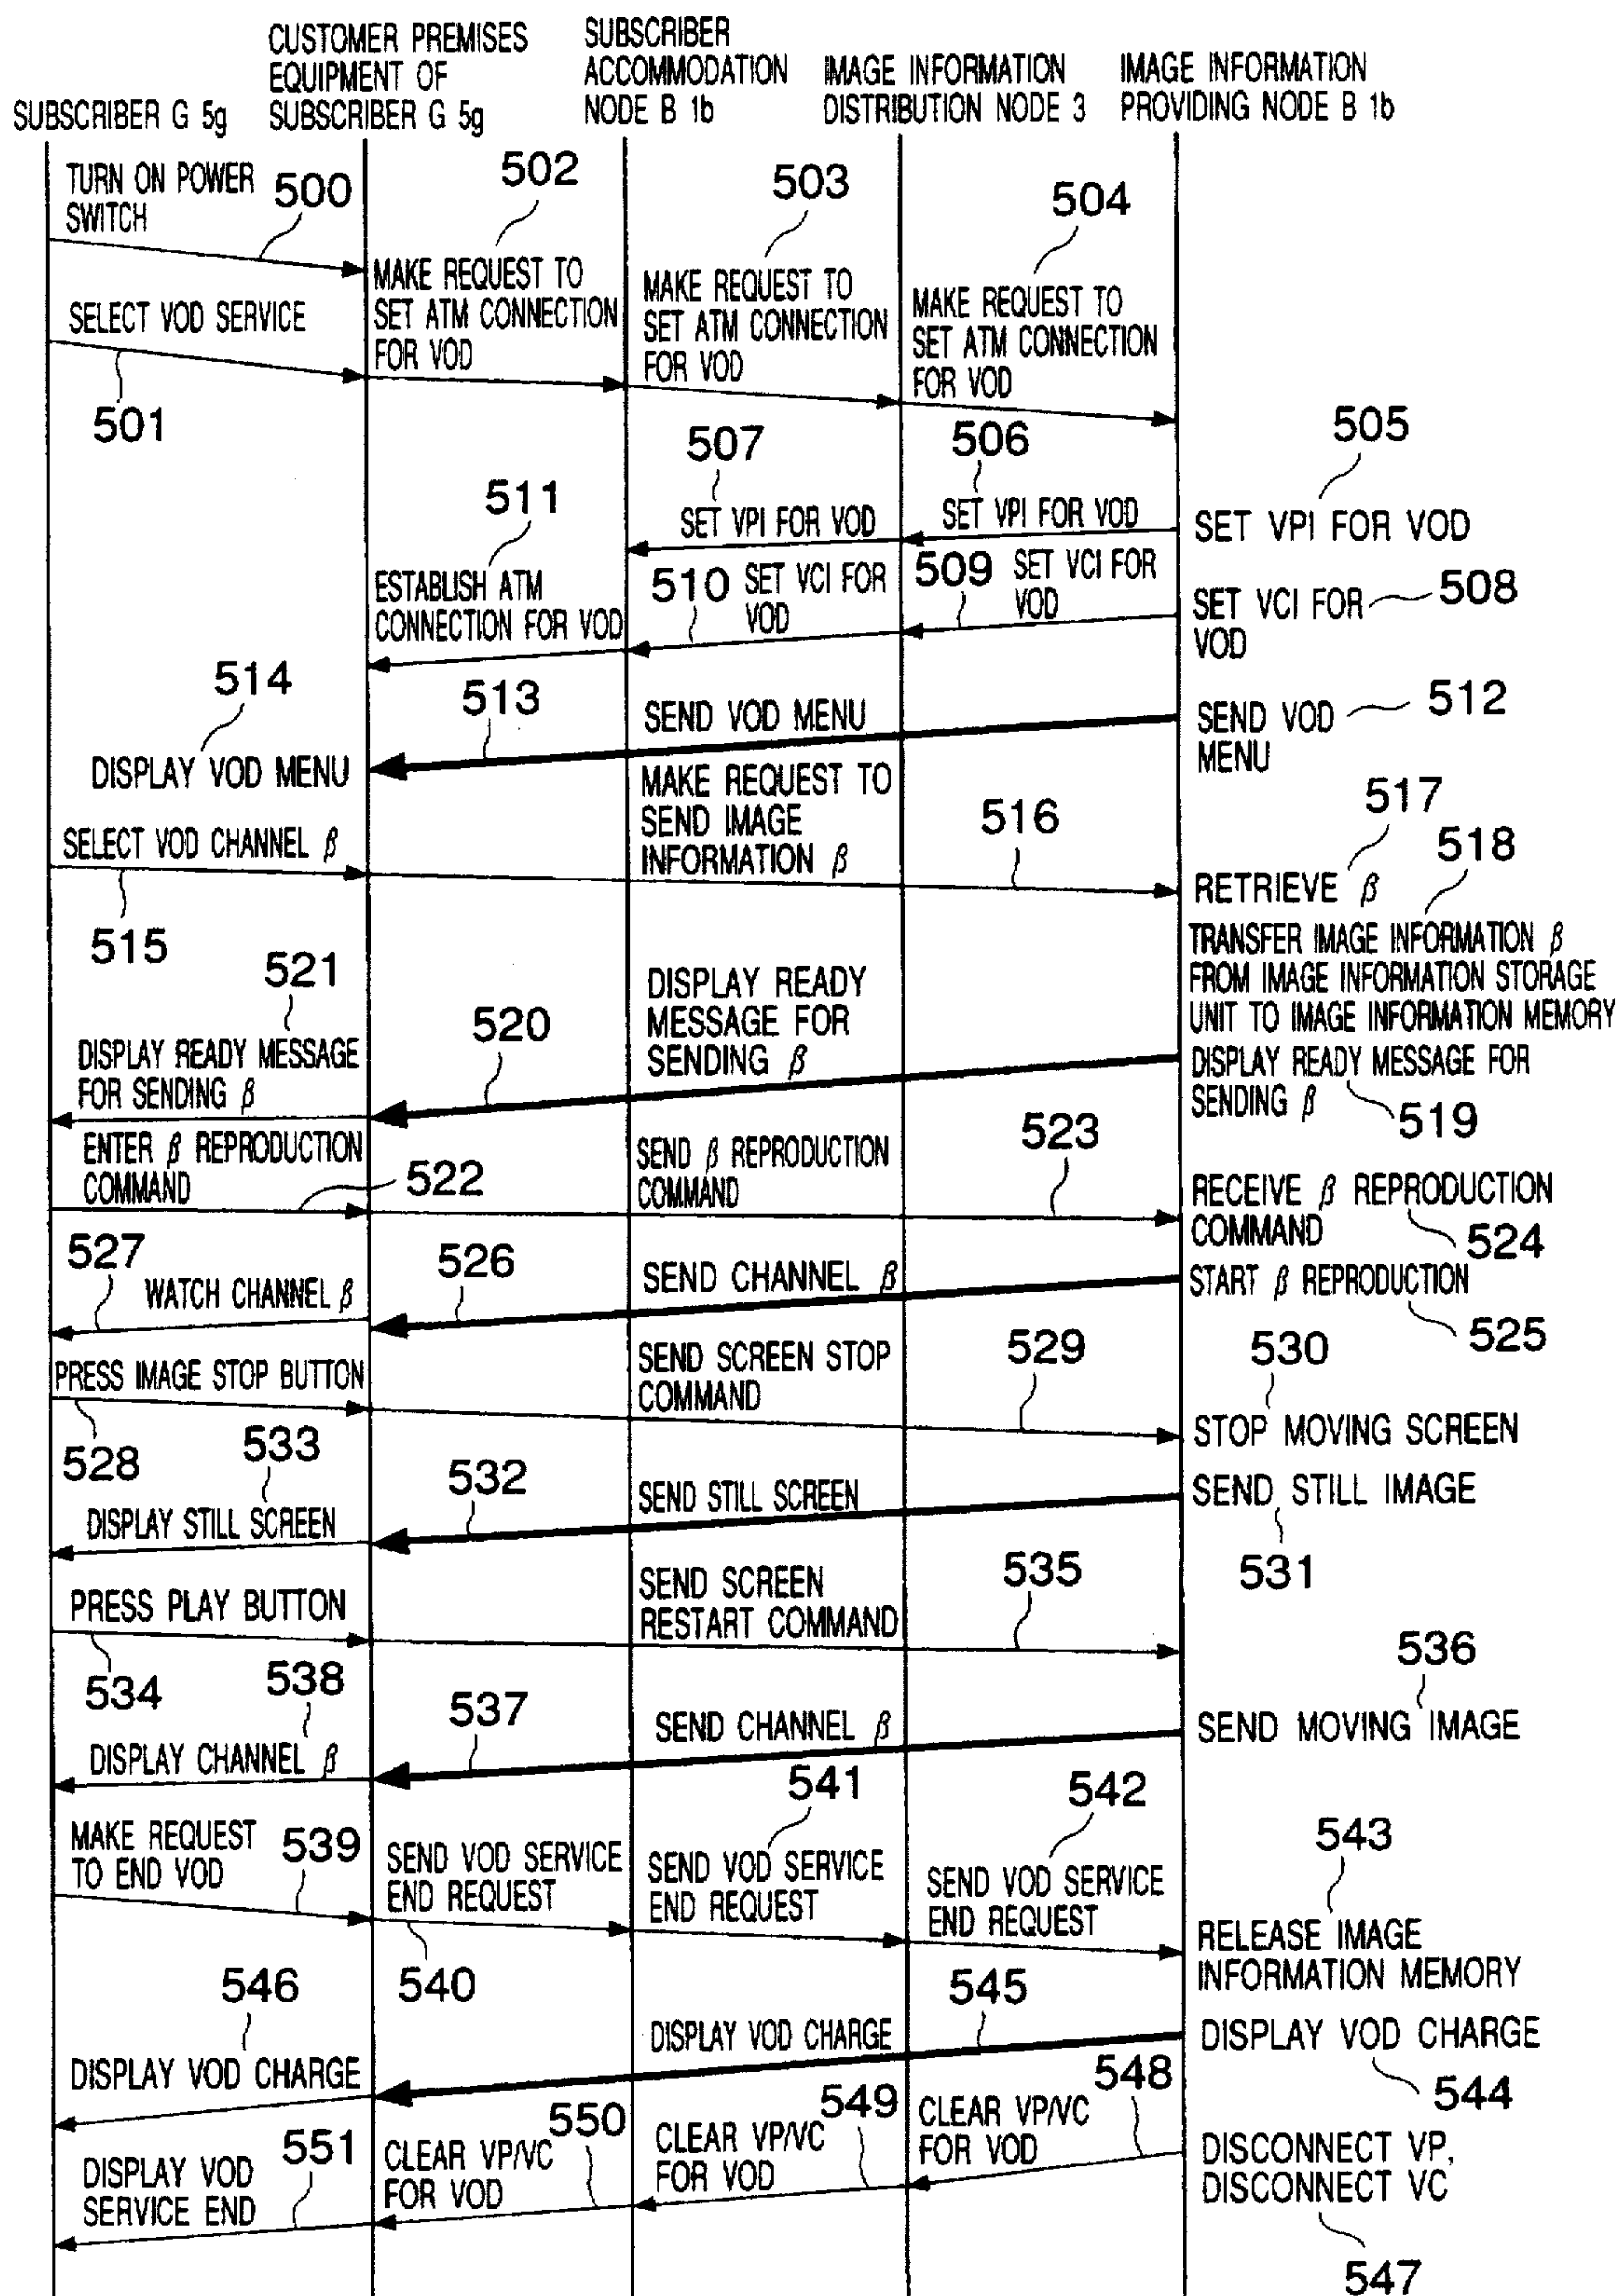 SUBSCRIBER G 5g
CUSTOMER PREMISES
EQUIPMENT OF
SUBSCRIBER G 5g
SUBSCRIBER
ACCOMMODATION
NODE B 1b
IMAGE INFORMATION
DISTRIBUTION NODE 3
IMAGE INFORMATION
PROVIDING NODE B 1b
TURN ON POWER
SWITCH
500
502
503
504
MAKE REQUEST TO
SET ATM CONNECTION
FOR VOD
MAKE REQUEST TO
SET ATM CONNECTION
FOR VOD
MAKE REQUEST TO
SET ATM CONNECTION
FOR VOD
SELECT VOD SERVICE
501
507
506
505
SET VPI FOR VOD
SET VPI FOR VOD
SET VPI FOR VOD
511
ESTABLISH ATM
CONNECTION FOR VOD
510
SET VCI FOR
VOD
509
SET VCI FOR
VOD
SET VCI FOR
VOD
508
514
513
SEND VOD MENU
SEND VOD
MENU
512
DISPLAY VOD MENU
MAKE REQUEST TO
SEND IMAGE
INFORMATION β
516
517
518
SELECT VOD CHANNEL β
RETRIEVE β
515
TRANSFER IMAGE INFORMATION β
FROM IMAGE INFORMATION STORAGE
UNIT TO IMAGE INFORMATION MEMORY
521
520
DISPLAY READY
MESSAGE FOR
SENDING β
DISPLAY READY MESSAGE
FOR SENDING β
DISPLAY READY MESSAGE FOR
SENDING β
519
ENTER β REPRODUCTION
COMMAND
522
SEND β REPRODUCTION
COMMAND
523
RECEIVE β REPRODUCTION
COMMAND
524
527
WATCH CHANNEL β
526
SEND CHANNEL β
START β REPRODUCTION
525
PRESS IMAGE STOP BUTTON
SEND SCREEN STOP
COMMAND
529
530
STOP MOVING SCREEN
528
533
532
SEND STILL SCREEN
SEND STILL IMAGE
531
DISPLAY STILL SCREEN
PRESS PLAY BUTTON
SEND SCREEN
RESTART COMMAND
535
534
538
537
SEND CHANNEL β
536
SEND MOVING IMAGE
DISPLAY CHANNEL β
541
542
MAKE REQUEST
TO END VOD
539
SEND VOD SERVICE
END REQUEST
SEND VOD SERVICE
END REQUEST
SEND VOD SERVICE
END REQUEST
543
RELEASE IMAGE
INFORMATION MEMORY
540
546
545
DISPLAY VOD CHARGE
DISPLAY VOD CHARGE
DISPLAY VOD CHARGE
544
551
DISPLAY VOD
SERVICE END
550
CLEAR VP/VC
FOR VOD
549
CLEAR VP/VC
FOR VOD
548
CLEAR VP/VC
FOR VOD
DISCONNECT VP,
DISCONNECT VC
547